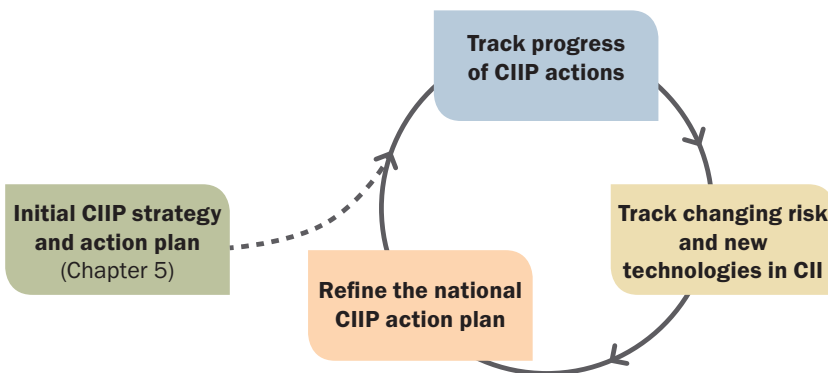 Track progress
of CIIP actions
Initial CIIP strategy
and action plan
(Chapter 5)
Track changing risk
and new
technologies in CII
Refine the national
CIIP action plan